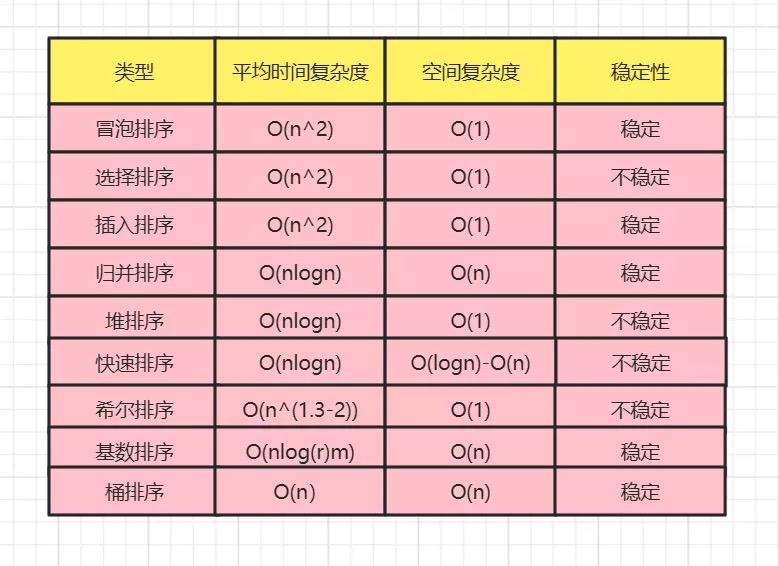 类型 平均时间复杂度 空间复杂度 稳定性
冒泡排序 O(n^2) O(1) 稳定
选择排序 O(n^2) O(1) 不稳定
插入排序 O(n^2) O(1) 稳定
归并排序 O(nlogn) O(n) 稳定
堆排序 O(nlogn) O(1) 不稳定
快速排序 O(nlogn) O(logn)-O(n) 不稳定
希尔排序 O(n^(1.3-2)) O(1) 不稳定
基数排序 O(nlog(r)m) O(n) 稳定
桶排序 O(n) O(n) 稳定